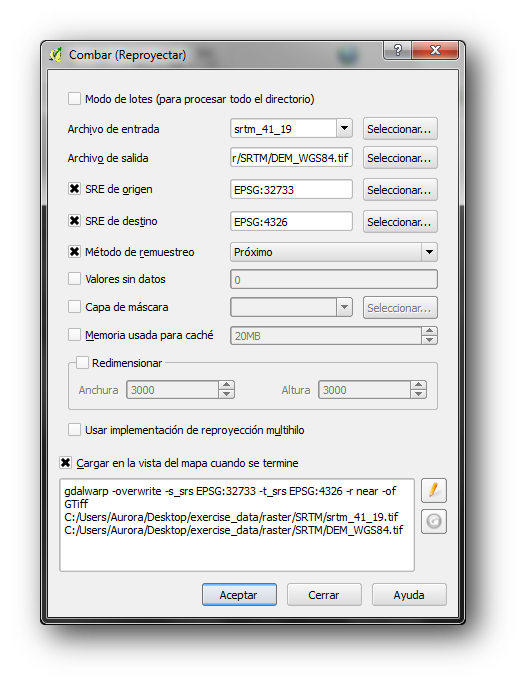 Combar (Reproyectar)
Modo de lotes (para procesar todo el directorio)
Archivo de entrada srtm_41_19 Seleccionar...
Archivo de salida r/SRTM/DEM_WGS84.tif Seleccionar...
SRE de origen EPSG:32733 Seleccionar...
SRE de destino EPSG:4326 Seleccionar...
Método de remuestreo Próximo
Valores sin datos 0
Capa de máscara Seleccionar...
Memoria usada para caché 20MB
Redimensionar
Anchura 3000 Altura 3000
Usar implementación de reproyección multihilo
Cargar en la vista del mapa cuando se termine
gdalwarp -overwrite -s_srs EPSG:32733 -t_srs EPSG:4326 -r near -of
GTiff
C:/Users/Aurora/Desktop/exercise_data/raster/SRTM/srtm_41_19.tif
C:/Users/Aurora/Desktop/exercise_data/raster/SRTM/DEM_WGS84.tif
Aceptar Cerrar Ayuda